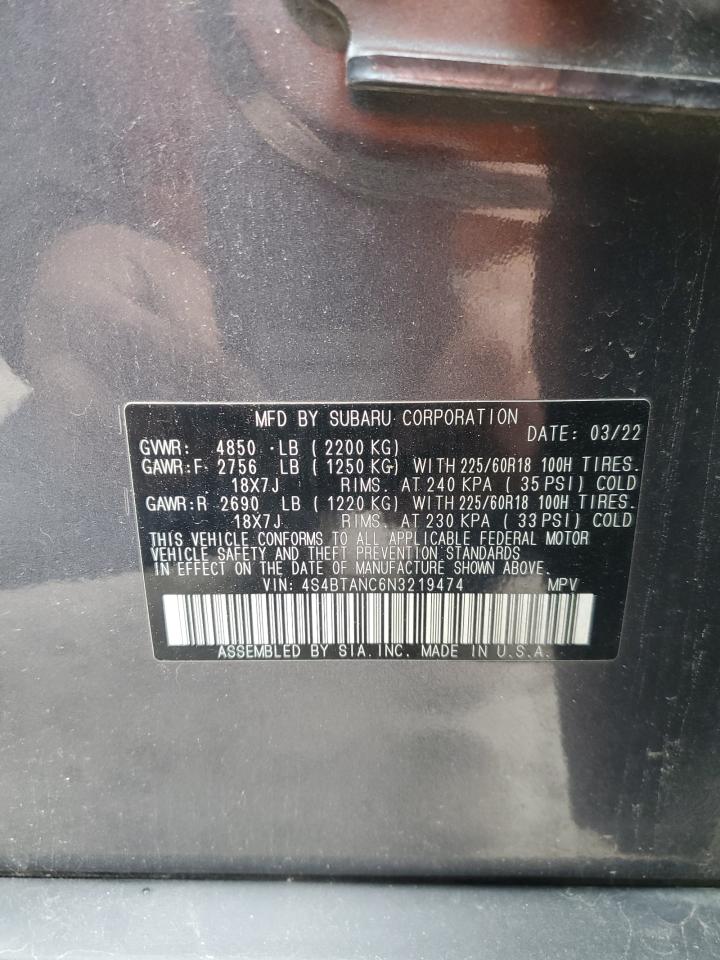 MFD BY SUBARU CORPORATION
DATE: 03/22
GVWR: 4850 LB (2200 KG)
GAWR:F 2756 LB (1250 KG) WITH 225/60R18 100H TIRES.
18X7J RIMS. AT 240 KPA (35 PSI) COLD
GAWR:R 2690 LB (1220 KG) WITH 225/60R18 100H TIRES.
18X7J RIMS. AT 230 KPA (33 PSI) COLD
THIS VEHICLE CONFORMS TO ALL APPLICABLE FEDERAL MOTOR
VEHICLE SAFETY AND THEFT PREVENTION STANDARDS
IN EFFECT ON THE DATE OF MANUFACTURE SHOWN ABOVE.
VIN: 4S4BTANC6N3219474 MPV
ASSEMBLED BY SIA.INC. MADE IN U.S.A.